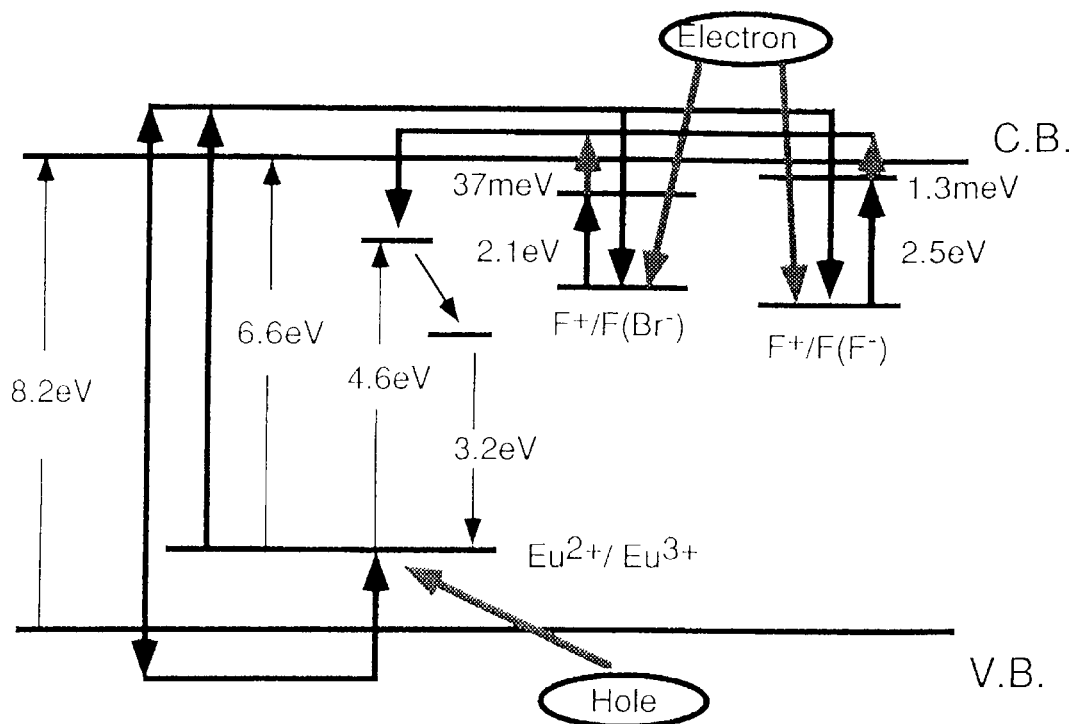 Electron
C.B.
37meV
1.3meV
2.1eV
2.5eV
F⁺/F(Br⁻)
F⁺/F(F⁻)
6.6eV
8.2eV
4.6eV
3.2eV
Eu²⁺/ Eu³⁺
V.B.
Hole